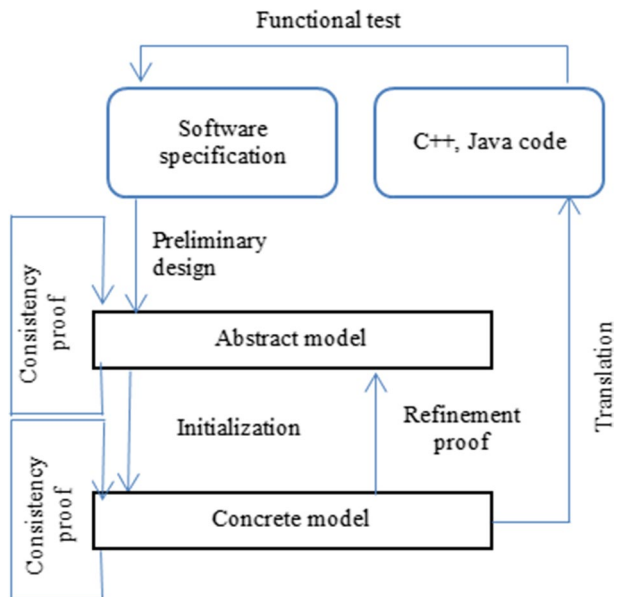 Functional test
Software
specification
C++, Java code
Preliminary
design
Consistency
proof
Abstract model
Initialization
Refinement
proof
Translation
Consistency
proof
Concrete model